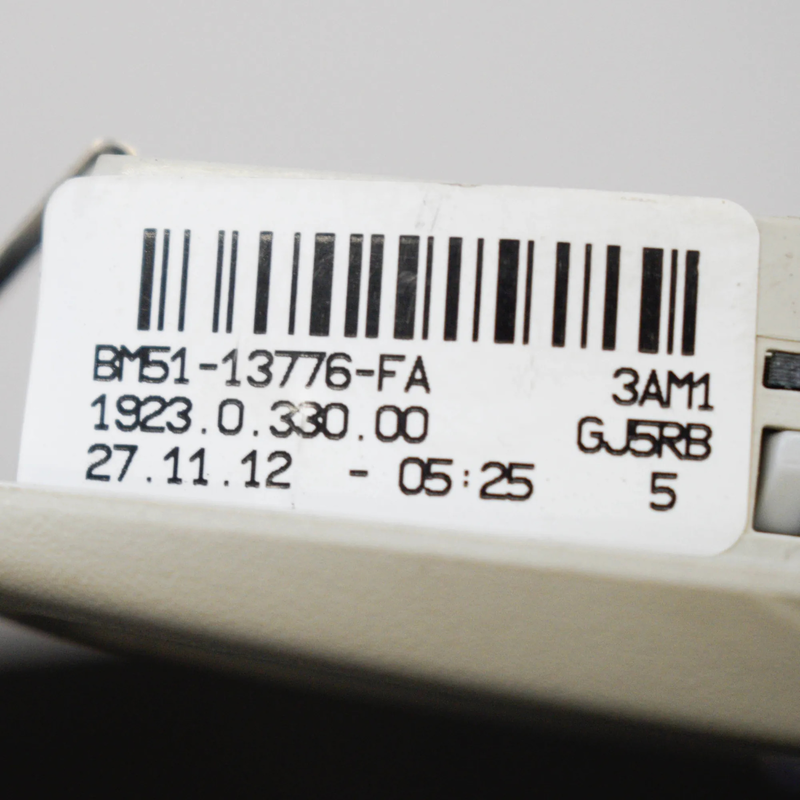 BM51-13776-FA 3AM1
1923.0.330.00 GJ5RB
27.11.12 - 05:25 5